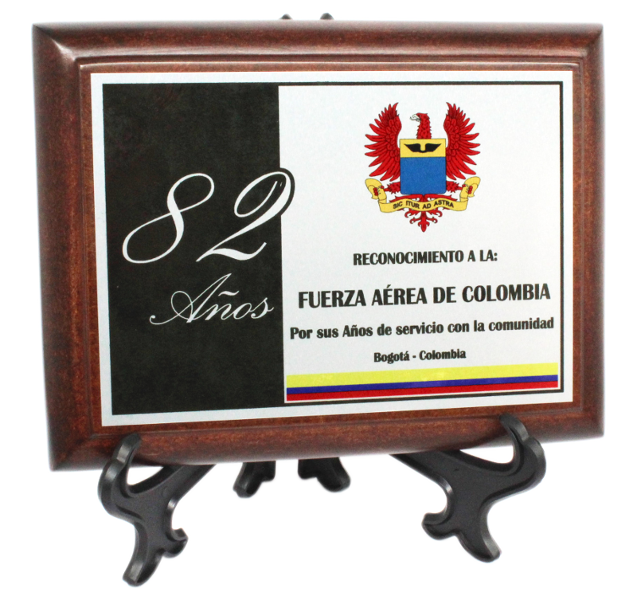 82
Años
SIC ITUR AD ASTRA
RECONOCIMIENTO A LA:
FUERZA AÉREA DE COLOMBIA
Por sus Años de servicio con la comunidad
Bogotá - Colombia